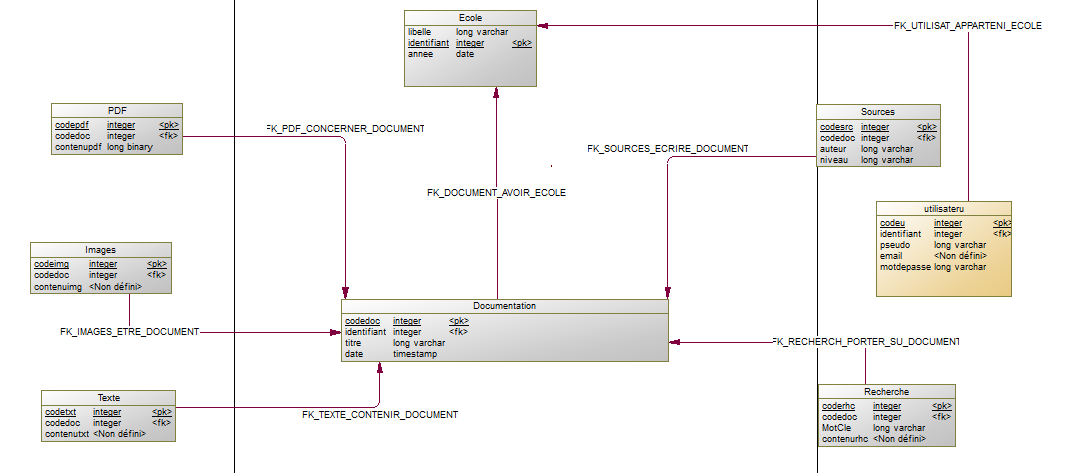 Ecole
libelle long varchar
identifiant integer <pk>
annee date
FK_UTILISAT_APPARTENI_ECOLE
PDF
codepdf integer <pk>
codedoc integer <fk>
contenupdf long binary
FK_PDF_CONCERNER_DOCUMENT
Sources
codesrc integer <pk>
codedoc integer <fk>
auteur long varchar
niveau long varchar
FK_SOURCES_ECRIRE_DOCUMENT
FK_DOCUMENT_AVOIR_ECOLE
utilisateru
codeu integer <pk>
identifiant integer <fk>
pseudo long varchar
email <Non défini>
motdepasse long varchar
Images
codeimg integer <pk>
codedoc integer <fk>
contenuimg <Non défini>
FK_IMAGES_ETRE_DOCUMENT
Documentation
codedoc integer <pk>
identifiant integer <fk>
titre long varchar
date timestamp
FK_RECHERCH_PORTER_SU_DOCUMENT
Texte
codetxt integer <pk>
codedoc integer <fk>
contenutxt <Non défini>
FK_TEXTE_CONTENIR_DOCUMENT
Recherche
coderhc integer <pk>
codedoc integer <fk>
MotCle long varchar
contenurhc <Non défini>